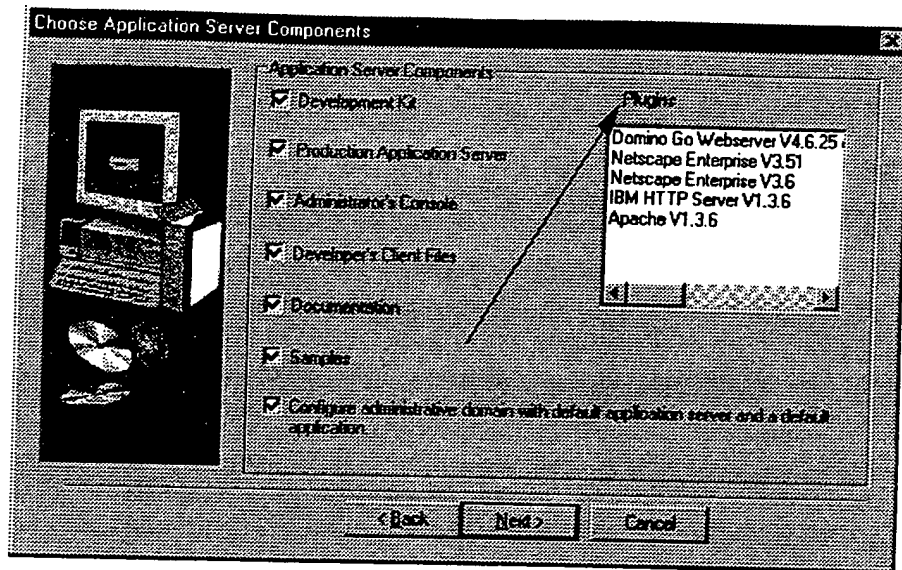 Choose Application Server Components
Application Server Components
Development Kit
Production Application Server
Administrator's Console
Developer's Client Files
Documentation
Samples
Configure administrative domain with default application server and a default
application.
Plugins
Domino Go Webserver V4.6.25
Netscape Enterprise V3.51
Netscape Enterprise V3.6
IBM HTTP Server V1.3.6
Apache V1.3.6
< Back
Next >
Cancel